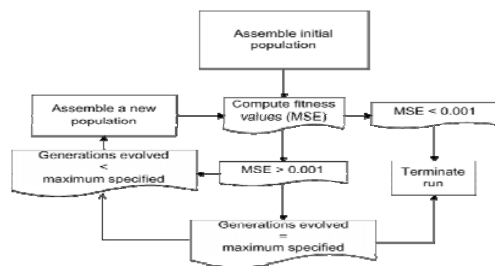 Assemble initial
population
Assemble a new
population
Compute fitness
values (MSE)
MSE < 0.001
Generations evolved
<
maximum specified
MSE > 0.001
Terminate
run
Generations evolved
=
maximum specified